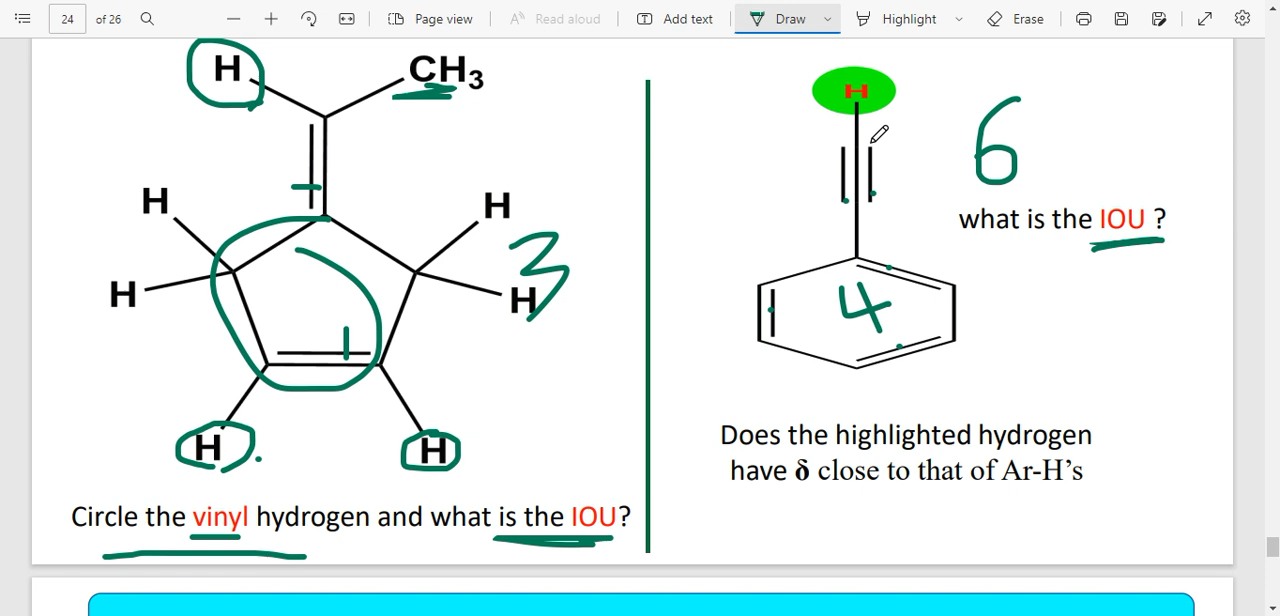 24 of 26 Page view Read aloud Add text Draw Highlight Erase
H CH3
H H
H H
H H
3
Circle the vinyl hydrogen and what is the IOU?
H
6
what is the IOU ?
4
Does the highlighted hydrogen
have δ close to that of Ar-H's